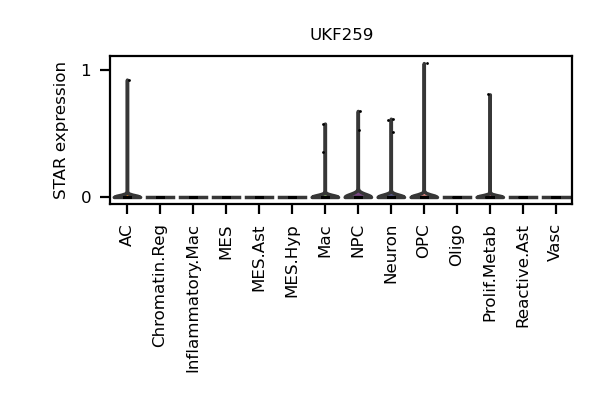 UKF259
STAR expression
1
0
AC
Chromatin.Reg
Inflammatory.Mac
MES
MES.Ast
MES.Hyp
Mac
NPC
Neuron
OPC
Oligo
Prolif.Metab
Reactive.Ast
Vasc